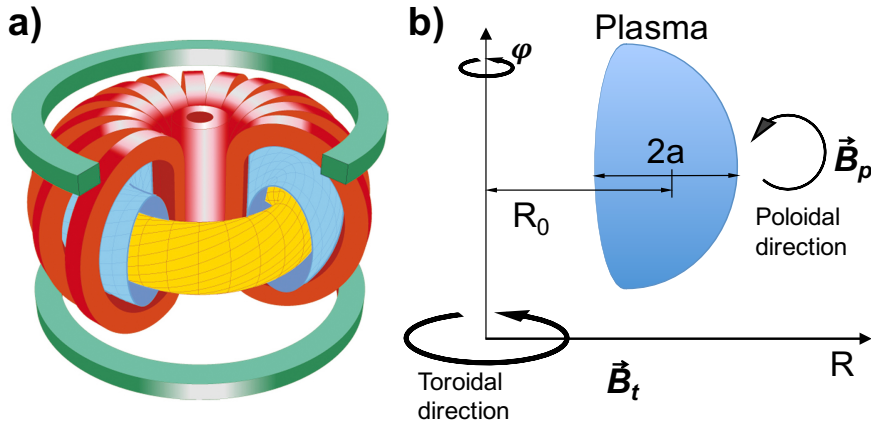 a)
b)
Plasma
φ
2a
B⃗p
R0
Poloidal
direction
R
Toroidal
direction
B⃗t